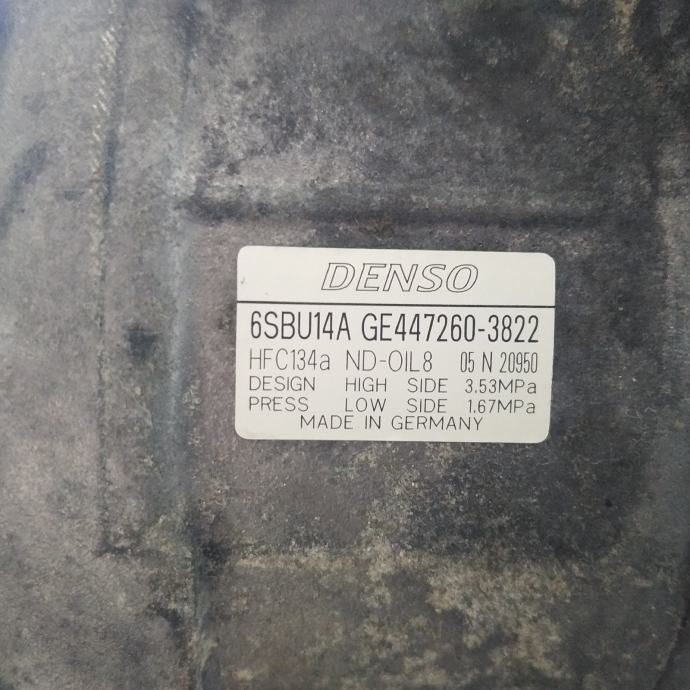 DENSO
6SBU14A GE447260-3822
HFC134a ND-OIL8 05 N 20950
DESIGN HIGH SIDE 3.53MPa
PRESS LOW SIDE 1.67MPa
MADE IN GERMANY